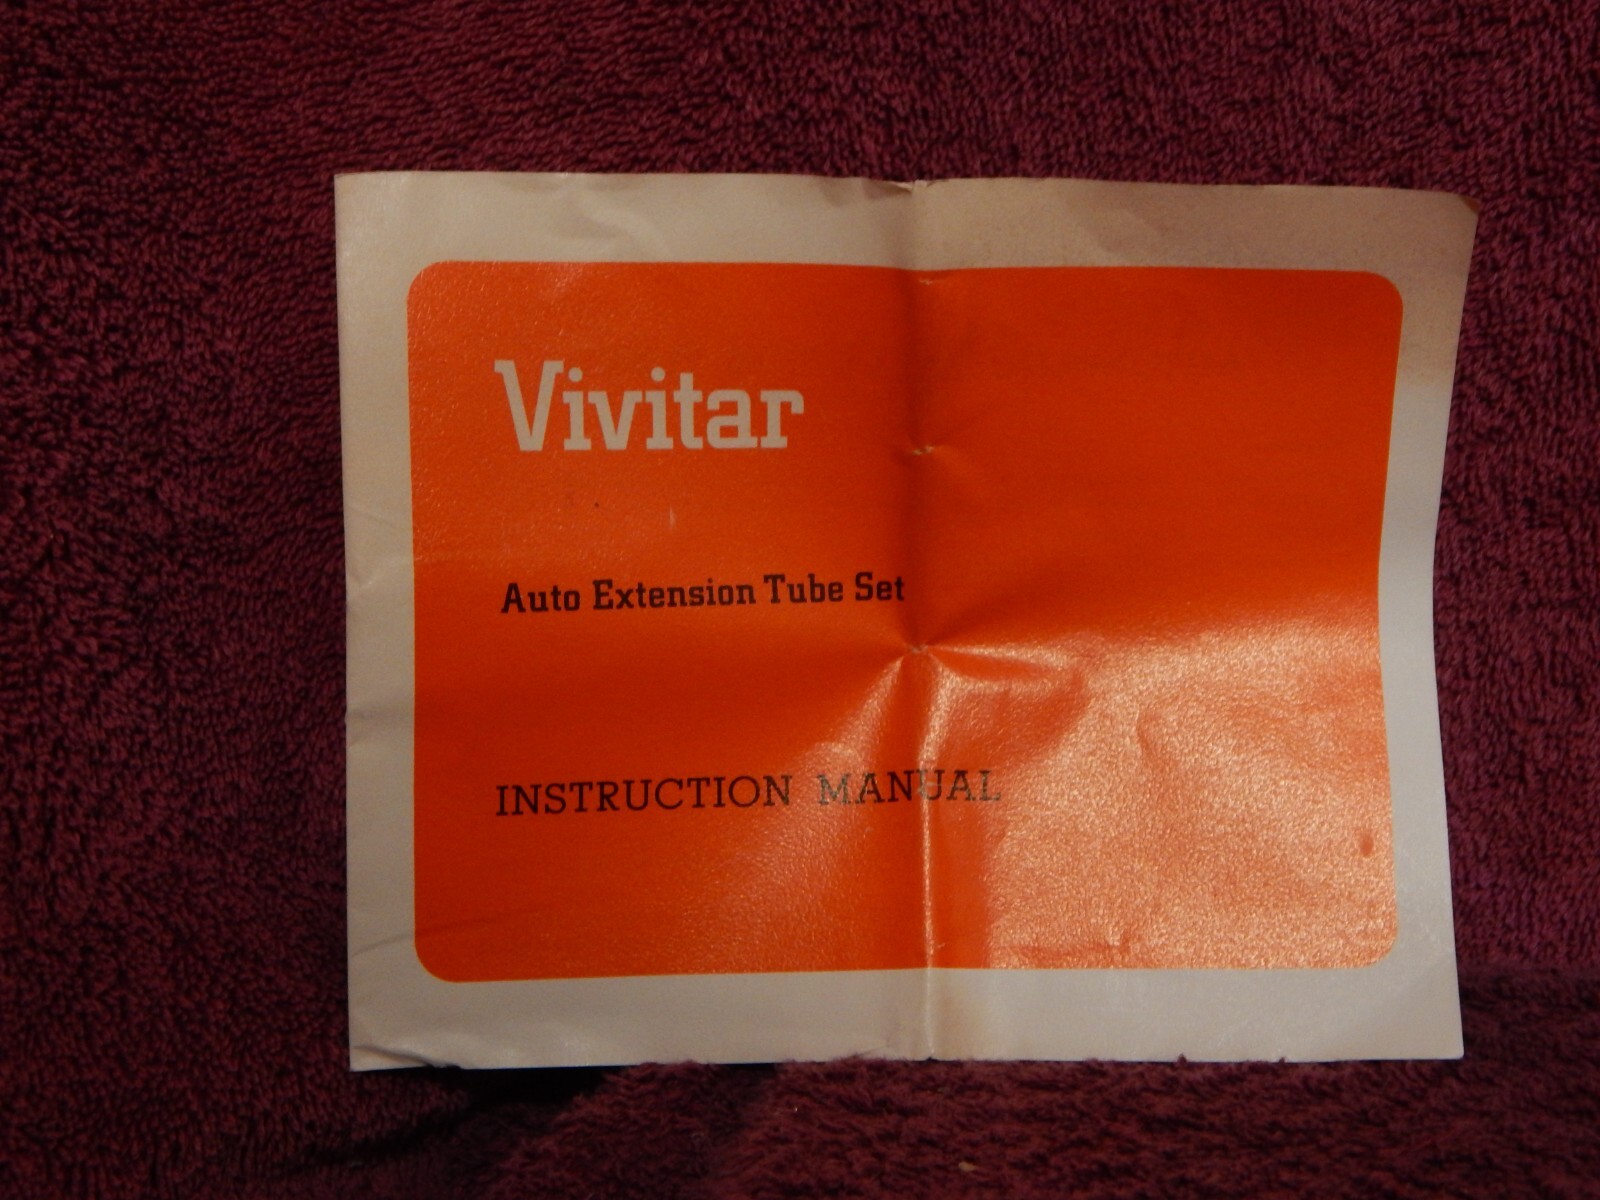 Vivitar
Auto Extension Tube Set
INSTRUCTION MANUAL